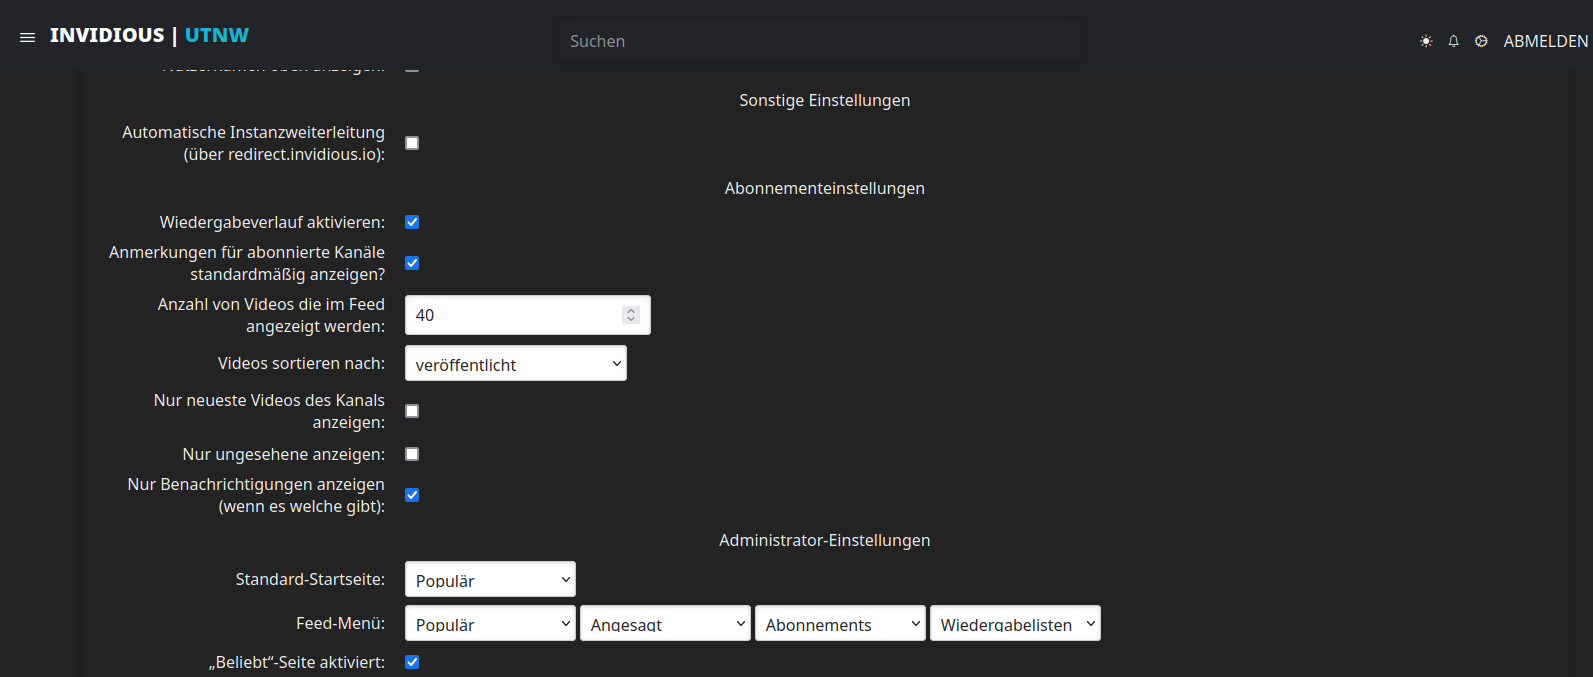 INVIDIOUS | UTNW
Suchen
ABMELDEN
Nutzernamen oben anzeigen:
Sonstige Einstellungen
Automatische Instanzweiterleitung
(über redirect.invidious.io):
Abonnementeinstellungen
Wiedergabeverlauf aktivieren:
Anmerkungen für abonnierte Kanäle
standardmäßig anzeigen?
Anzahl von Videos die im Feed
angezeigt werden:
40
Videos sortieren nach:
veröffentlicht
Nur neueste Videos des Kanals
anzeigen:
Nur ungesehene anzeigen:
Nur Benachrichtigungen anzeigen
(wenn es welche gibt):
Administrator-Einstellungen
Standard-Startseite:
Populär
Feed-Menü:
Populär
Angesagt
Abonnements
Wiedergabelisten
„Beliebt“-Seite aktiviert: